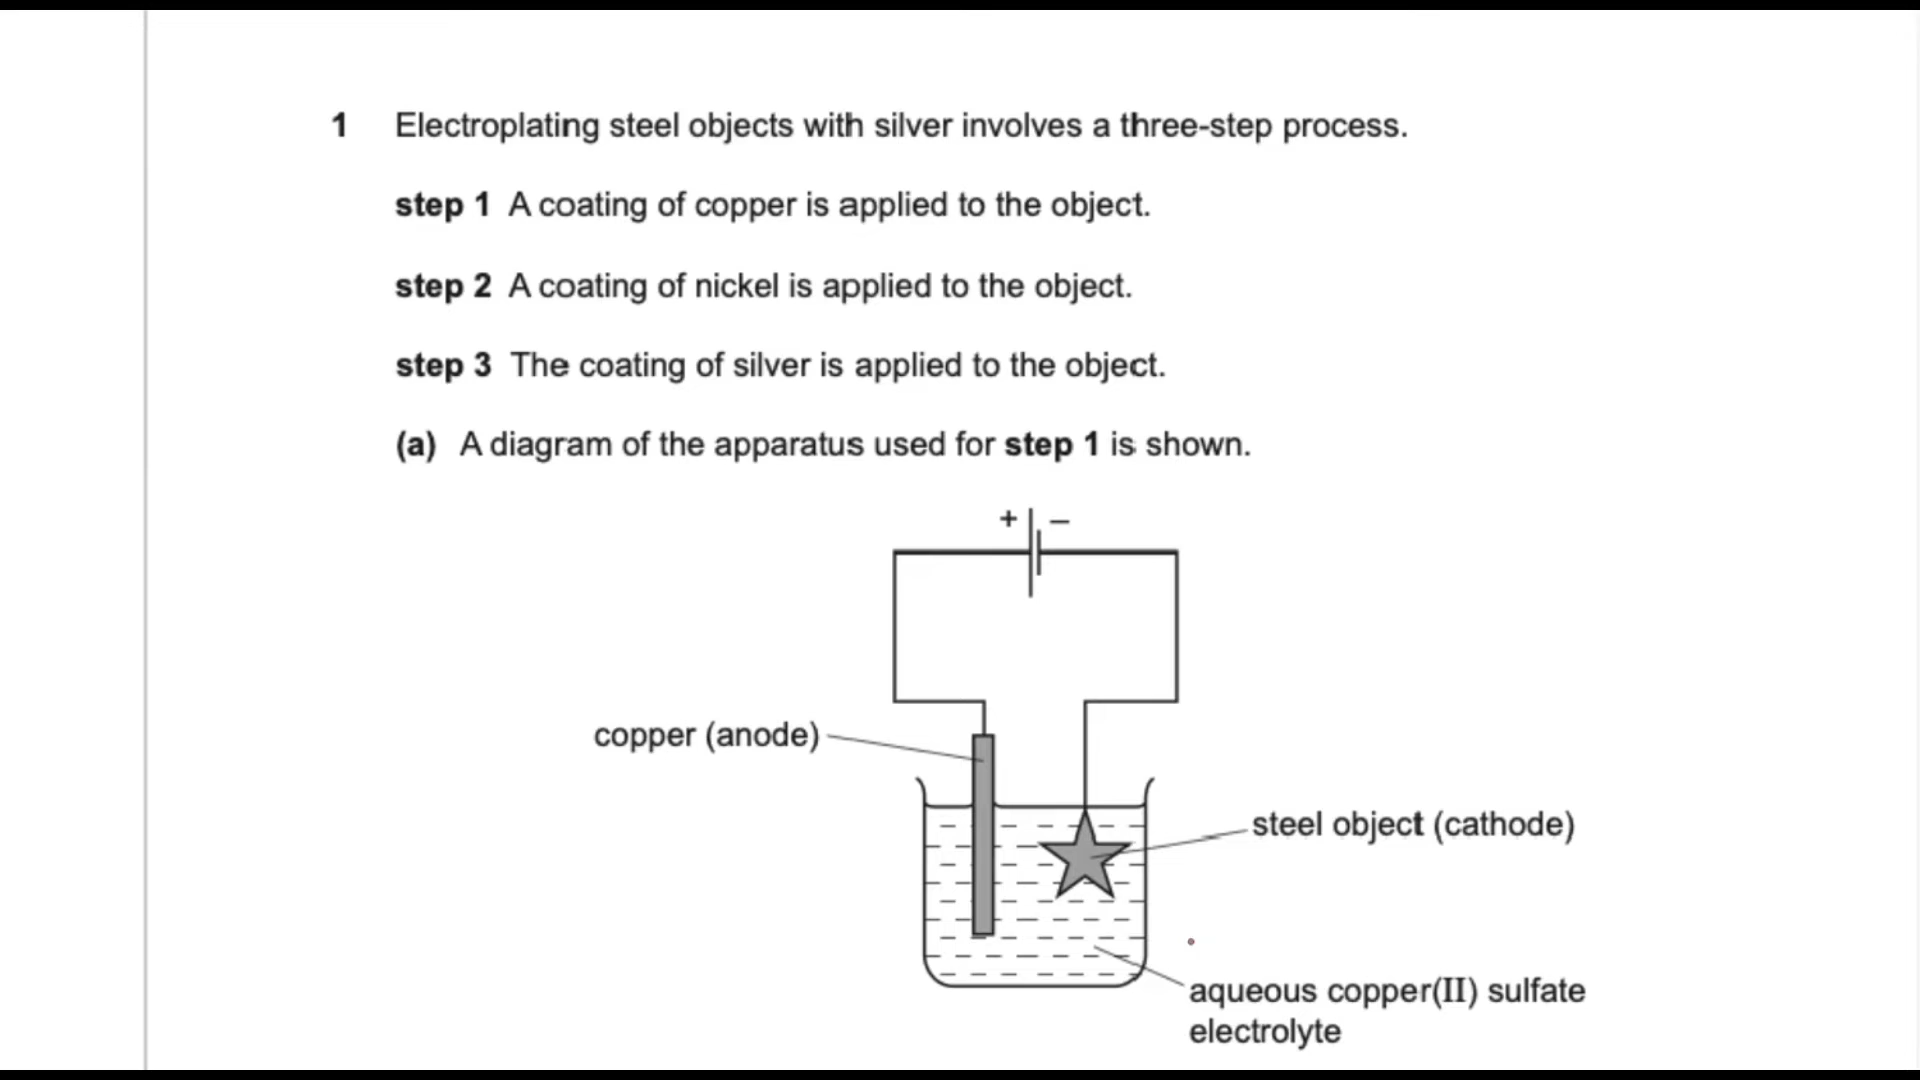 1 Electroplating steel objects with silver involves a three-step process.
step 1 A coating of copper is applied to the object.
step 2 A coating of nickel is applied to the object.
step 3 The coating of silver is applied to the object.
(a) A diagram of the apparatus used for step 1 is shown.
+ –
copper (anode)
steel object (cathode)
aqueous copper(II) sulfate
electrolyte